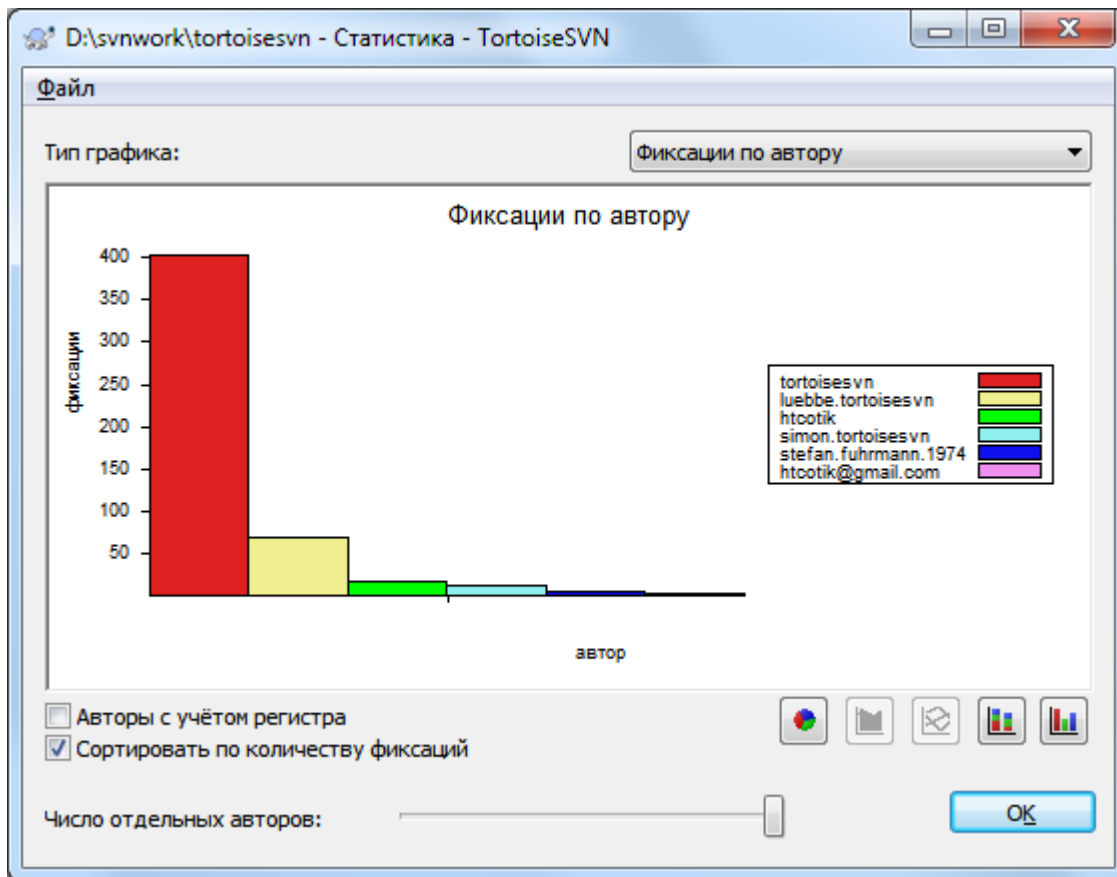 D:\svnwork\tortoisesvn - Статистика - TortoiseSVN
Файл
Тип графика:
Фиксации по автору
Фиксации по автору
400
350
300
250
200
150
100
50
фиксации
автор
tortoisesvn
luebbe.tortoisesvn
htcotik
simon.tortoisesvn
stefan.fuhrmann.1974
htcotik@gmail.com
Авторы с учётом регистра
Сортировать по количеству фиксаций
Число отдельных авторов:
OK